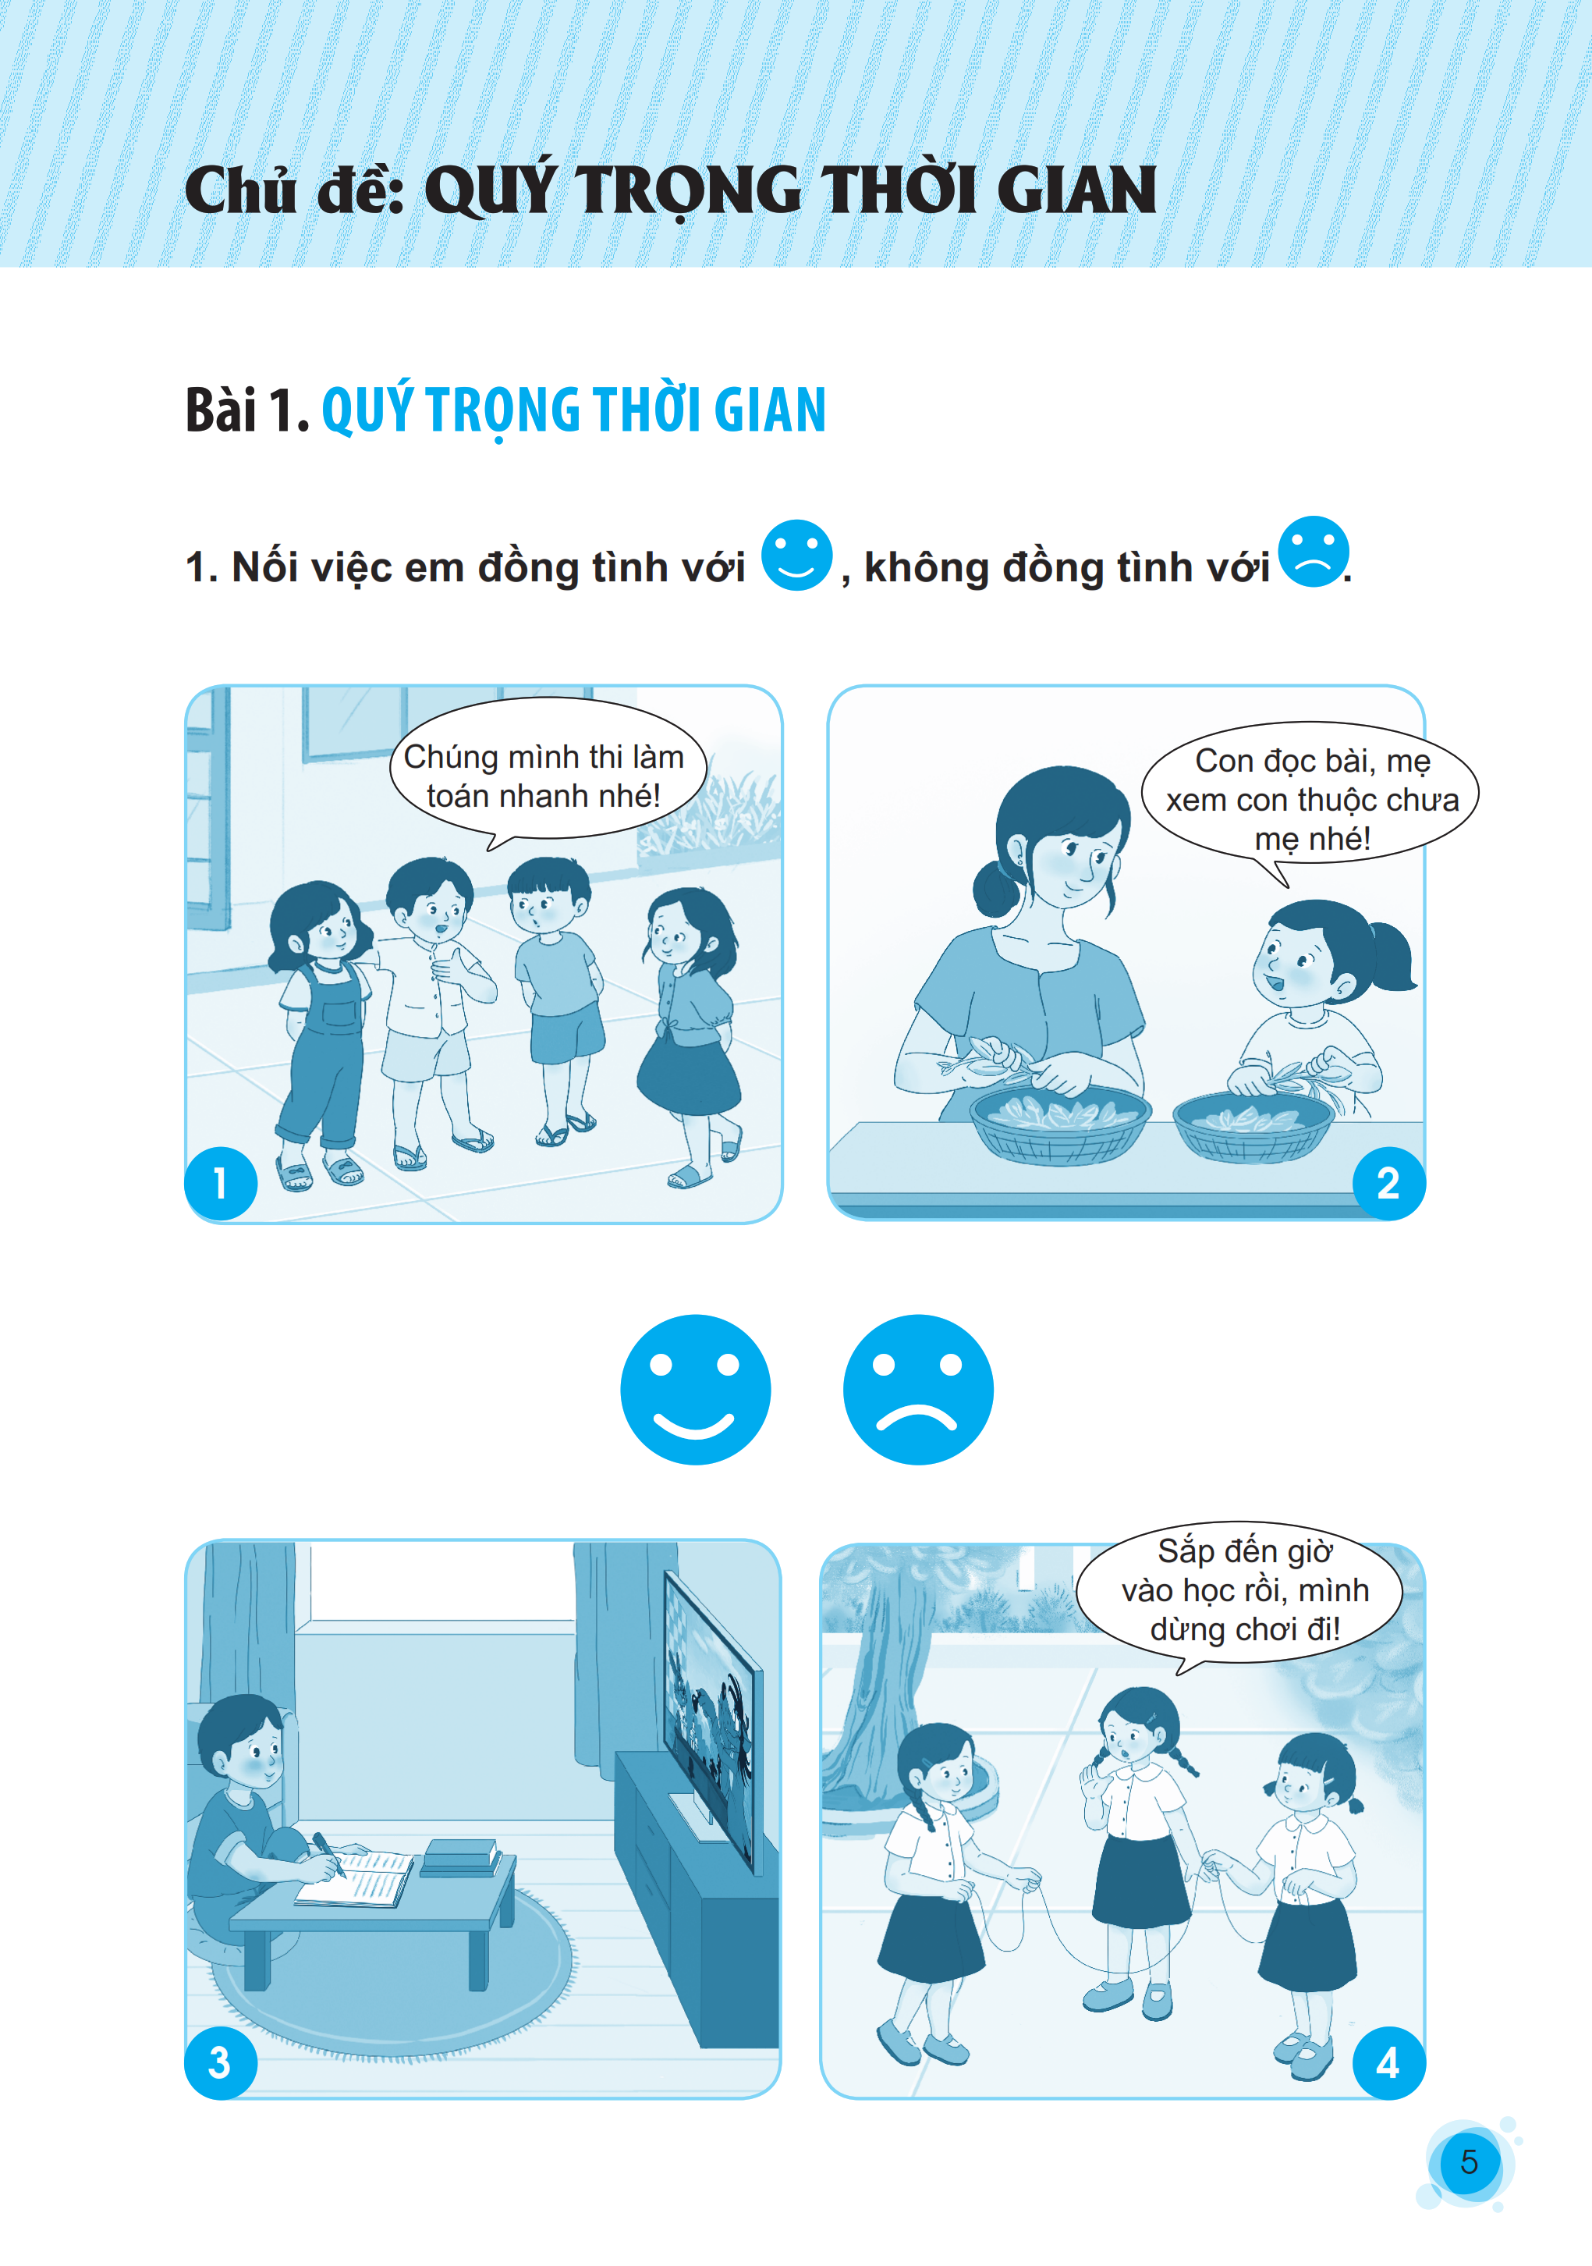 Chủ đề: QUÝ TRỌNG THỜI GIAN
Bài 1. QUÝ TRỌNG THỜI GIAN
1. Nối việc em đồng tình với , không đồng tình với .
Chúng mình thi làm
toán nhanh nhé!
1
Con đọc bài, mẹ
xem con thuộc chưa
mẹ nhé!
2
3
Sắp đến giờ
vào học rồi, mình
dừng chơi đi!
4
5